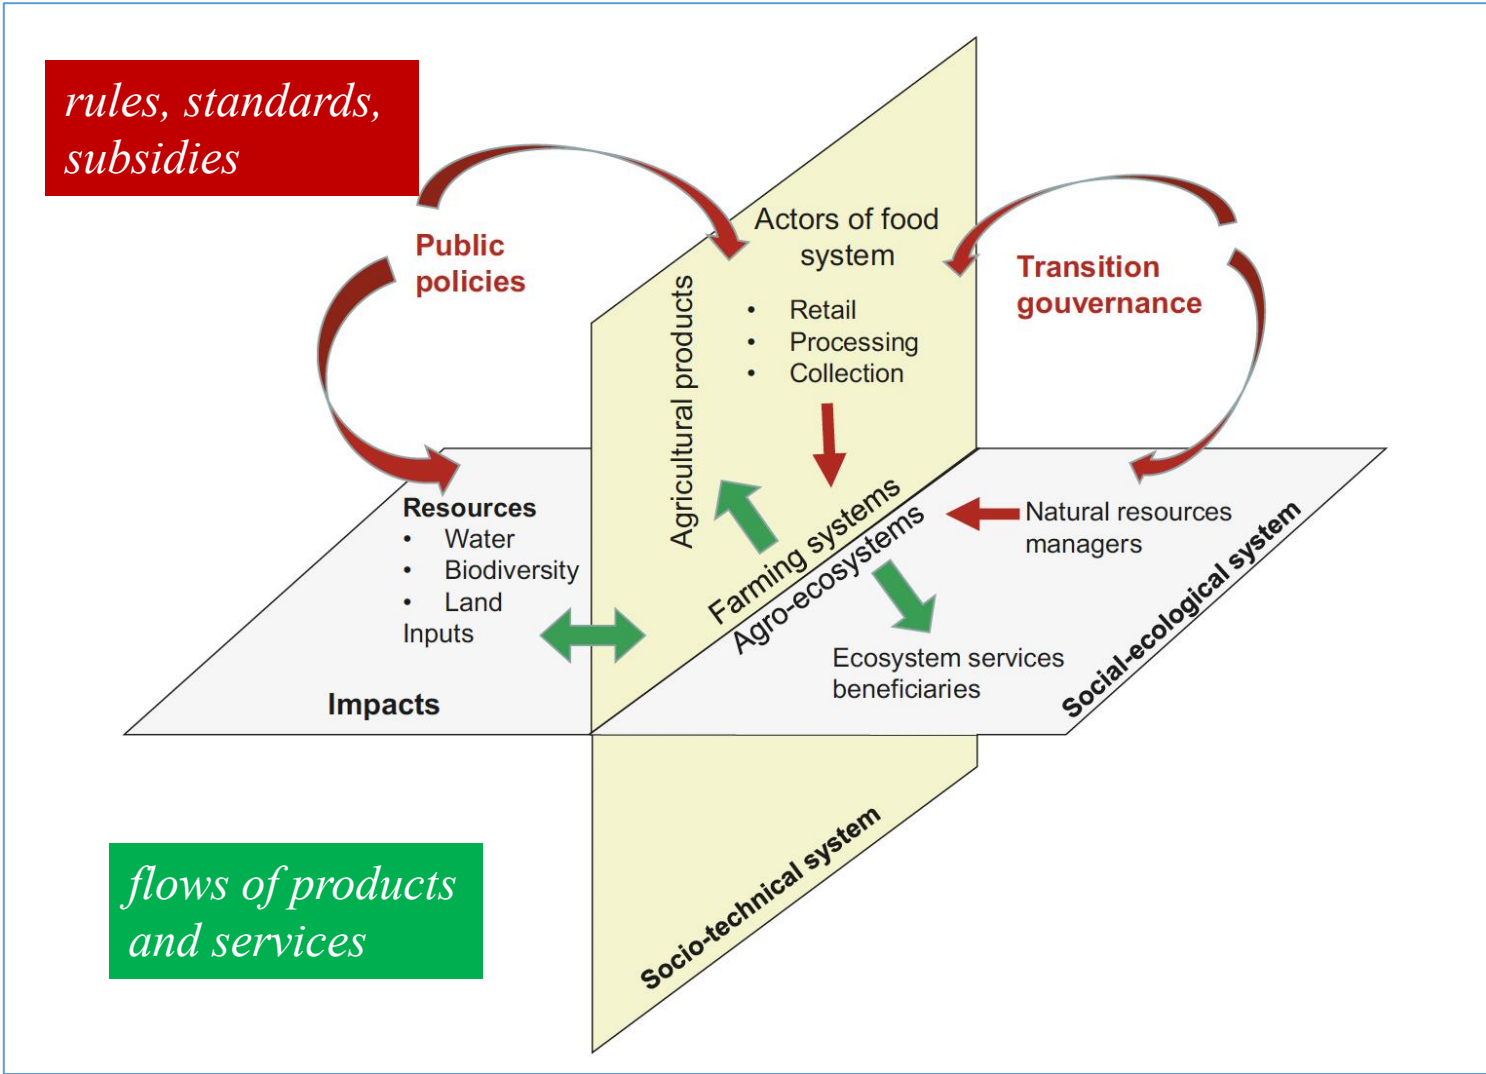 rules, standards,
subsidies
Public
policies
Actors of food
system
• Retail
• Processing
• Collection
Transition
gouvernance
Agricultural products
Resources
• Water
• Biodiversity
• Land
Inputs
Impacts
Farming systems
Agro-ecosystems
Natural resources
managers
Ecosystem services
beneficiaries
Social-ecological system
flows of products
and services
Socio-technical system